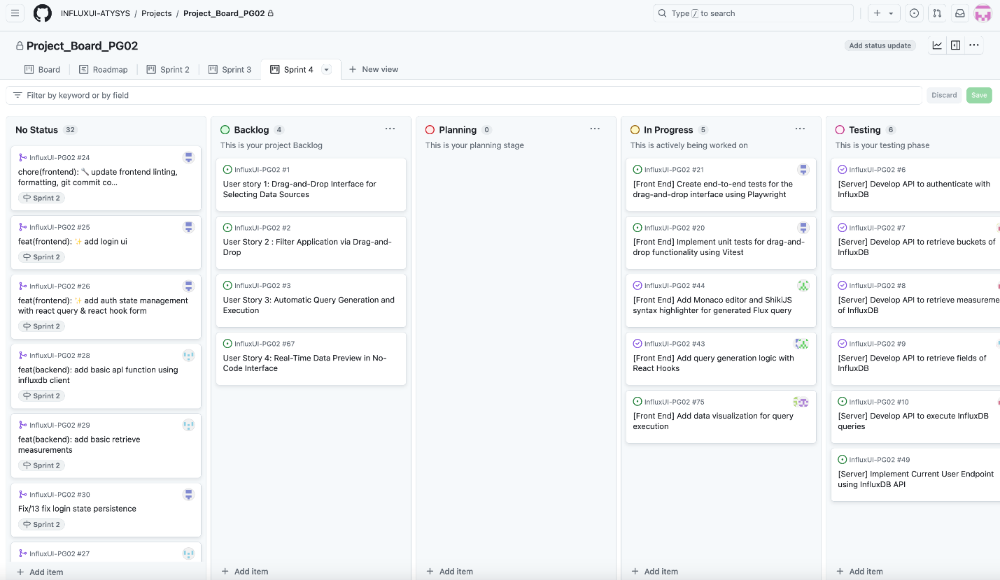 INFLUXUI-ATYSYS / Projects / Project_Board_PG02
Type / to search
Project_Board_PG02
Add status update
Board
Roadmap
Sprint 2
Sprint 3
Sprint 4
New view
Filter by keyword or by field
Discard
Save
No Status 32
InfluxUI-PG02 #24
chore(frontend): 🔧 update frontend linting,
formatting, git commit co...
Sprint 2
InfluxUI-PG02 #25
feat(frontend): ✨ add login ui
Sprint 2
InfluxUI-PG02 #26
feat(frontend): ✨ add auth state management
with react query & react hook form
Sprint 2
InfluxUI-PG02 #28
feat(backend): add basic apI function using
influxdb client
Sprint 2
InfluxUI-PG02 #29
feat(backend): add basic retrieve
measurements
Sprint 2
InfluxUI-PG02 #30
Fix/13 fix login state persistence
Sprint 2
InfluxUI-PG02 #27
Add item
Backlog 4
This is your project Backlog
InfluxUI-PG02 #1
User story 1: Drag-and-Drop Interface for
Selecting Data Sources
InfluxUI-PG02 #2
User Story 2 : Filter Application via Drag-and-
Drop
InfluxUI-PG02 #3
User Story 3: Automatic Query Generation and
Execution
InfluxUI-PG02 #67
User Story 4: Real-Time Data Preview in No-
Code Interface
Add item
Planning 0
This is your planning stage
Add item
In Progress 5
This is actively being worked on
InfluxUI-PG02 #21
[Front End] Create end-to-end tests for the
drag-and-drop interface using Playwright
InfluxUI-PG02 #20
[Front End] Implement unit tests for drag-and-
drop functionality using Vitest
InfluxUI-PG02 #44
[Front End] Add Monaco editor and ShikiJS
syntax highlighter for generated Flux query
InfluxUI-PG02 #43
[Front End] Add query generation logic with
React Hooks
InfluxUI-PG02 #75
[Front End] Add data visualization for query
execution
Add item
Testing 6
This is your testing phase
InfluxUI-PG02 #6
[Server] Develop API to authenticate with
InfluxDB
InfluxUI-PG02 #7
[Server] Develop API to retrieve buckets of
InfluxDB
InfluxUI-PG02 #8
[Server] Develop API to retrieve measureme
of InfluxDB
InfluxUI-PG02 #9
[Server] Develop API to retrieve fields of
InfluxDB
InfluxUI-PG02 #10
[Server] Develop API to execute InfluxDB
queries
InfluxUI-PG02 #49
[Server] Implement Current User Endpoint
using InfluxDB API
Add item